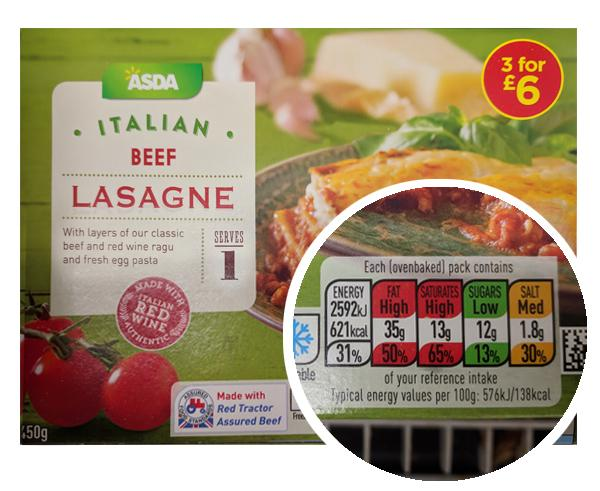 ASDA
3 for
£6
ITALIAN
BEEF
LASAGNE
With layers of our classic
beef and red wine ragu
and fresh egg pasta
SERVES
1
MADE WITH
ITALIAN
RED
WINE
AUTHENTIC
Each (ovenbaked) pack contains
ENERGY FAT SATURATES SUGARS SALT
2592kJ High High Low Med
621kcal 35g 13g 12g 1.8g
31% 50% 65% 13% 30%
of your reference intake
Typical energy values per 100g: 576kJ/138kcal
ASSURED
FOOD STANDARDS
Made with
Red Tractor
Assured Beef
50g